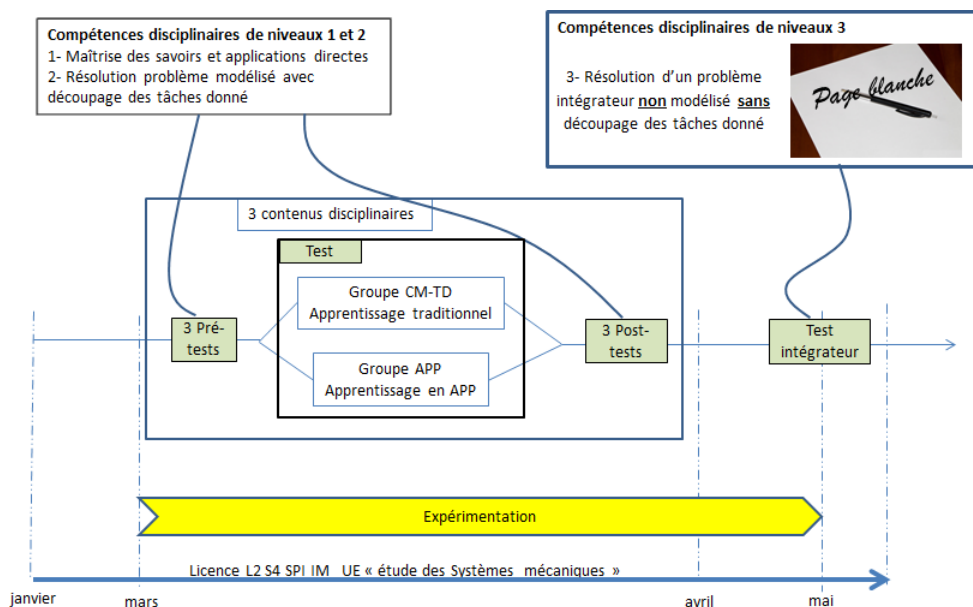 Compétences disciplinaires de niveaux 1 et 2
1- Maîtrise des savoirs et applications directes
2- Résolution problème modélisé avec
découpage des tâches donné
Compétences disciplinaires de niveaux 3
3- Résolution d'un problème
intégrateur non modélisé sans
découpage des tâches donné
Page blanche
3 contenus disciplinaires
Test
Groupe CM-TD
Apprentissage traditionnel
3 Pré-
tests
3 Post-
tests
Test
intégrateur
Groupe APP
Apprentissage en APP
Expérimentation
Licence L2 S4 SPI IM UE « étude des Systèmes mécaniques »
janvier
mars
avril
mai